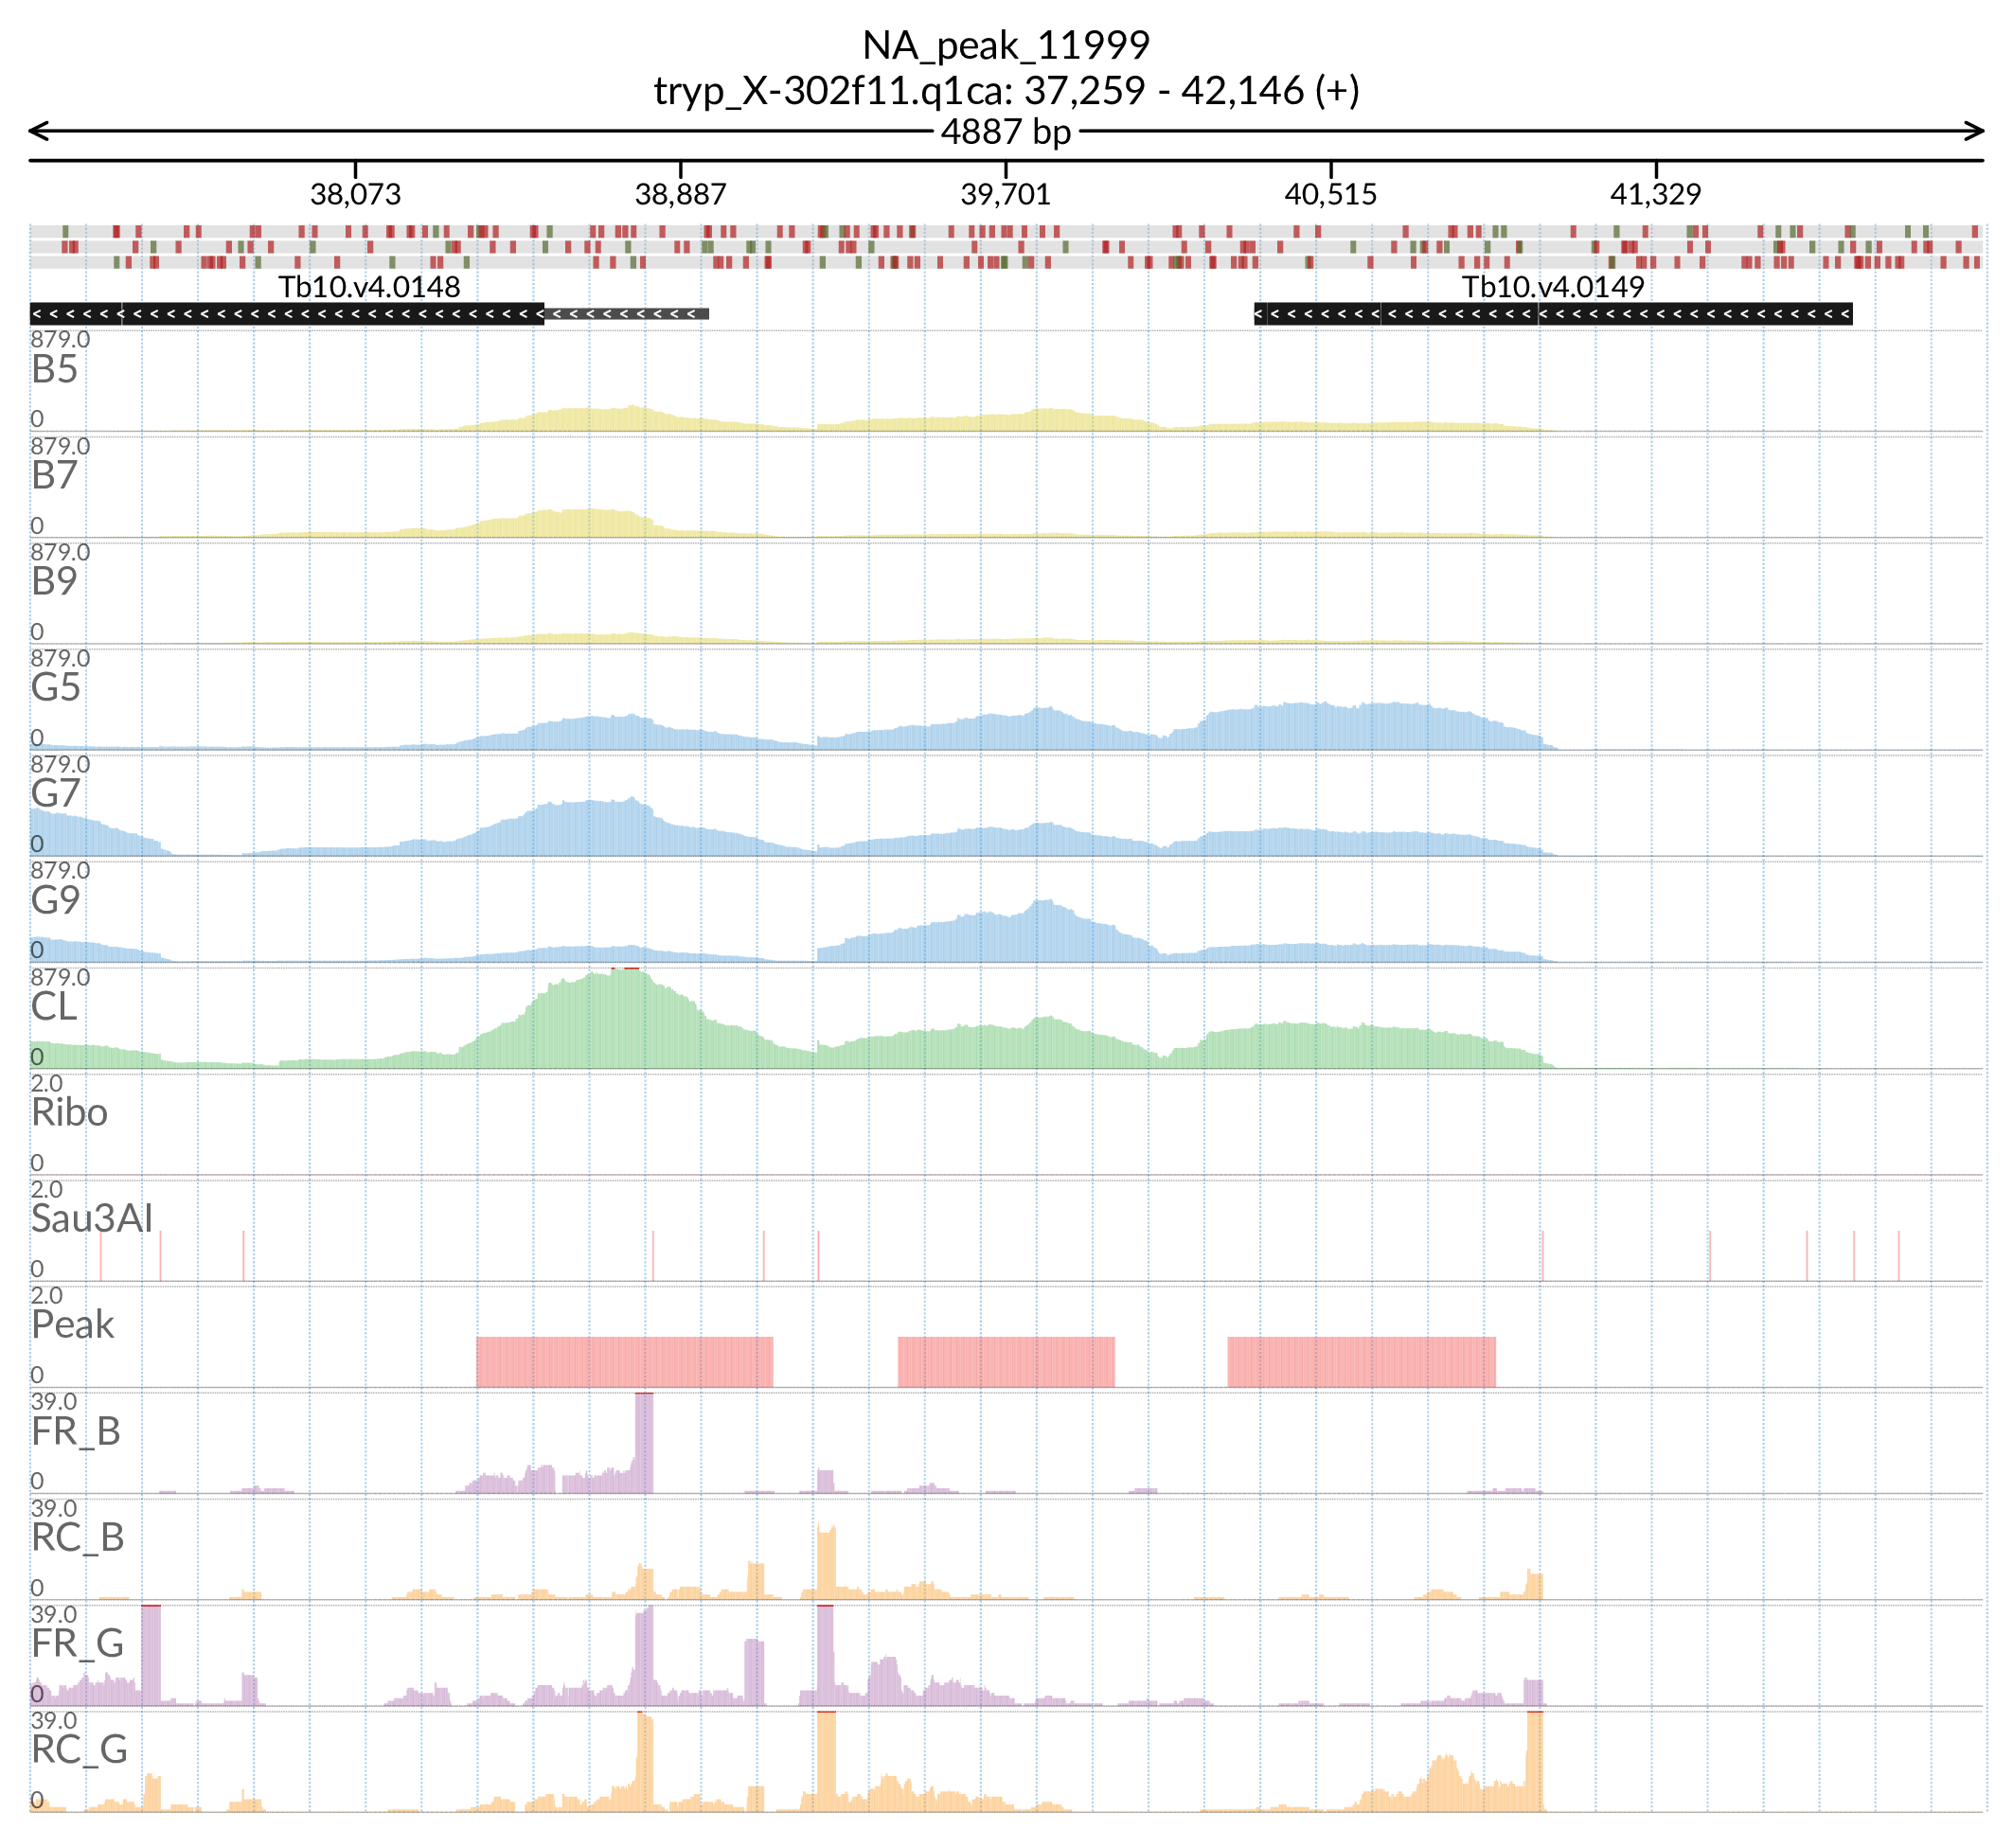 NA_peak_11999
tryp_X-302f11.q1ca: 37,259 - 42,146 (+)
4887 bp
38,073 38,887 39,701 40,515 41,329
Tb10.v4.0148 Tb10.v4.0149
879.0
B5
0
879.0
B7
0
879.0
B9
0
879.0
G5
0
879.0
G7
0
879.0
G9
0
879.0
CL
0
2.0
Ribo
0
2.0
Sau3AI
0
2.0
Peak
0
39.0
FR_B
0
39.0
RC_B
0
39.0
FR_G
0
39.0
RC_G
0